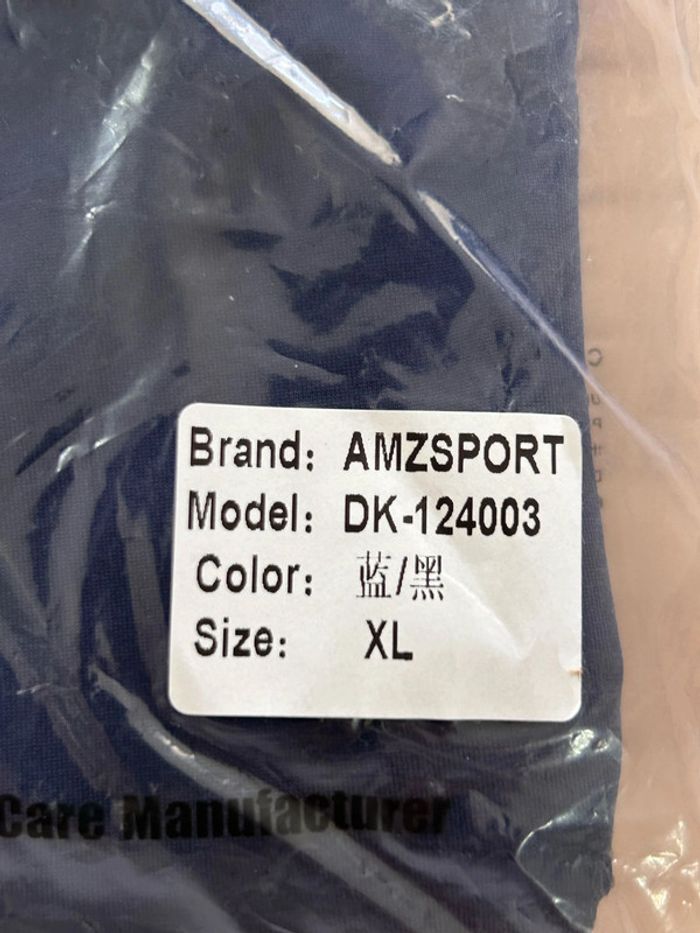 Brand: AMZSPORT
Model: DK-124003
Color: 蓝/黑
Size: XL
Care Manufacturer